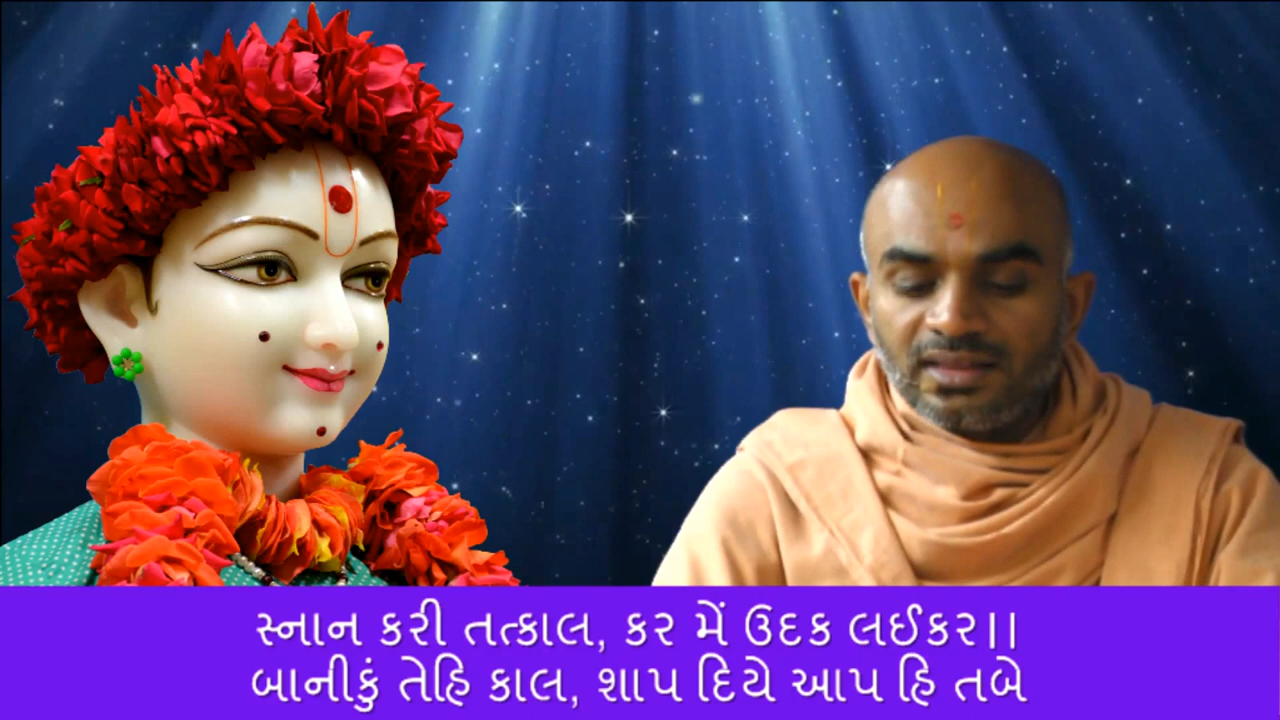 સ્નાન કરી તત્કાલ, કર મેં ઉદક લઈકર।।
બાનીકું તેહિ કાલ, શાપ દિયે આપ હિ તબે